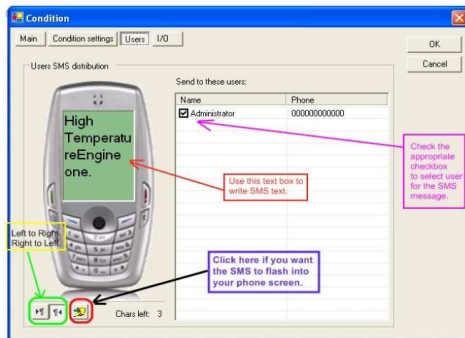 Condition
Main Condition settings Users I/O
OK
Cancel
Users SMS distribution
Send to these users:
Name Phone
Administrator 000000000000
High
Temperatu
reEngine
one.
Check the
appropriate
checkbox
to select user
for the SMS
message.
Use this text box to
write SMS text.
Left to Right.
Right to Left.
Click here if you want
the SMS to flash into
your phone screen.
Chars left: 3